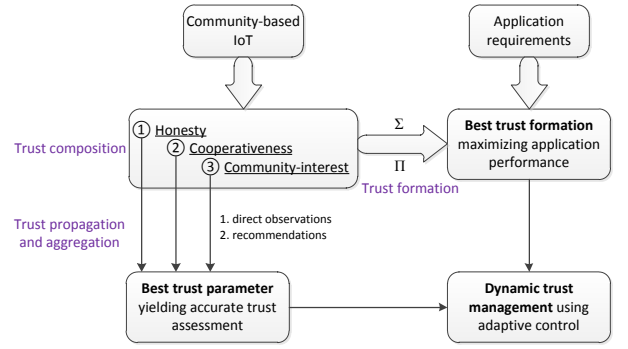 Community-based
IoT
Application
requirements
Trust composition
1 Honesty
2 Cooperativeness
3 Community-interest
Σ
Π
Trust formation
Best trust formation
maximizing application
performance
Trust propagation
and aggregation
1. direct observations
2. recommendations
Best trust parameter
yielding accurate trust
assessment
Dynamic trust
management using
adaptive control